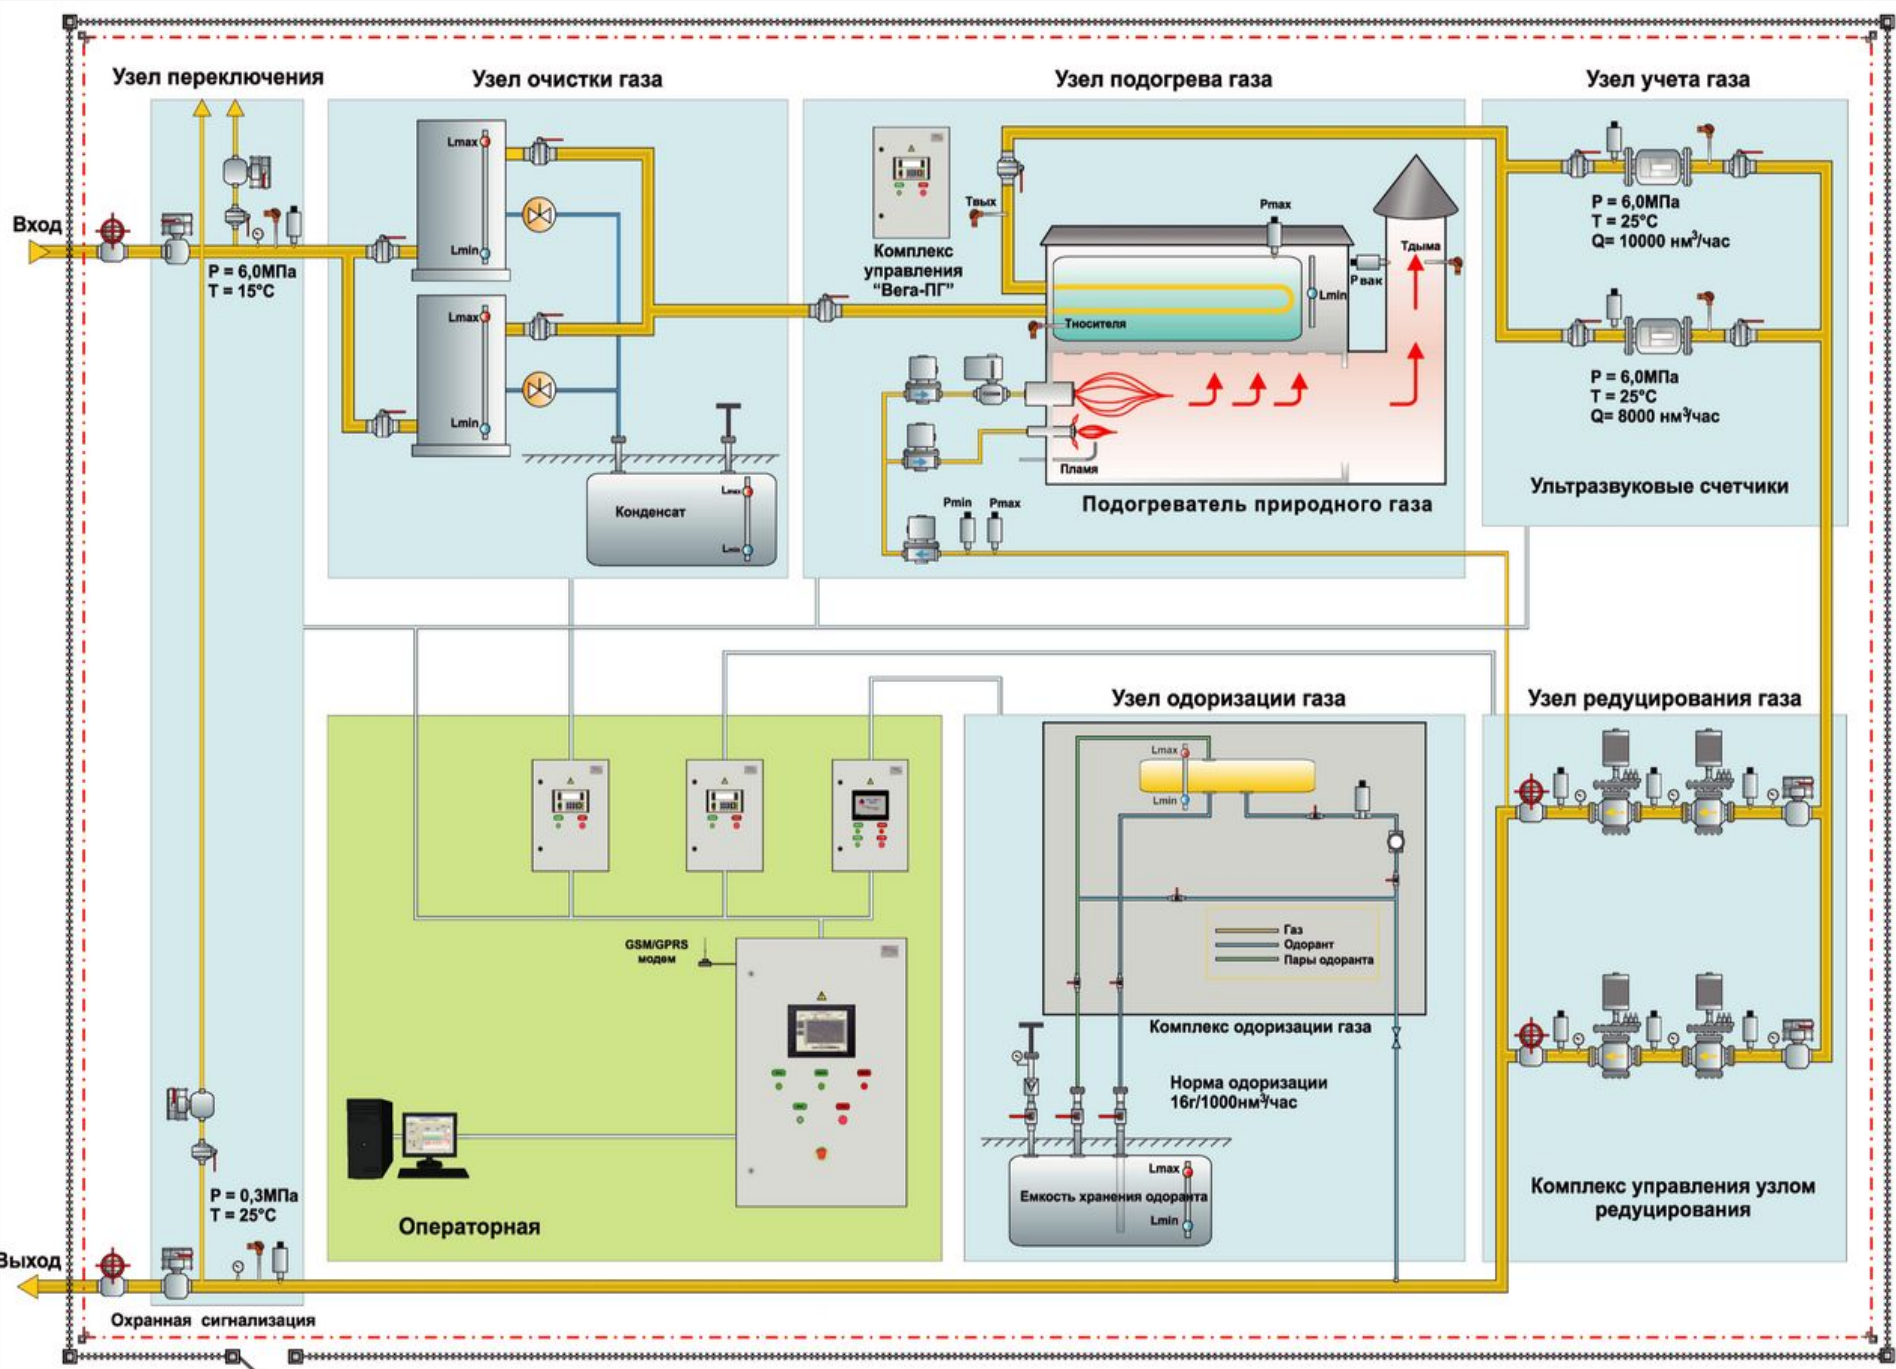 Узел переключения
Узел очистки газа
Узел подогрева газа
Узел учета газа
Вход
P = 6,0МПа
T = 15°C
Lmax
Lmin
Lmax
Lmin
Конденсат
Lmax
Lmin
Комплекс
управления
“Вега-ПГ”
Tвых
Pmax
Tдыма
Pвак
Lmin
Tносителя
Пламя
Pmin
Pmax
Подогреватель природного газа
P = 6,0МПа
T = 25°C
Q= 10000 нм³/час
P = 6,0МПа
T = 25°C
Q= 8000 нм³/час
Ультразвуковые счетчики
Узел одоризации газа
Узел редуцирования газа
Lmax
Lmin
Газ
Одорант
Пары одоранта
Комплекс одоризации газа
Норма одоризации
16г/1000нм³/час
Lmax
Емкость хранения одоранта
Lmin
GSM/GPRS
модем
Операторная
Комплекс управления узлом
редуцирования
P = 0,3МПа
T = 25°C
Выход
Охранная сигнализация